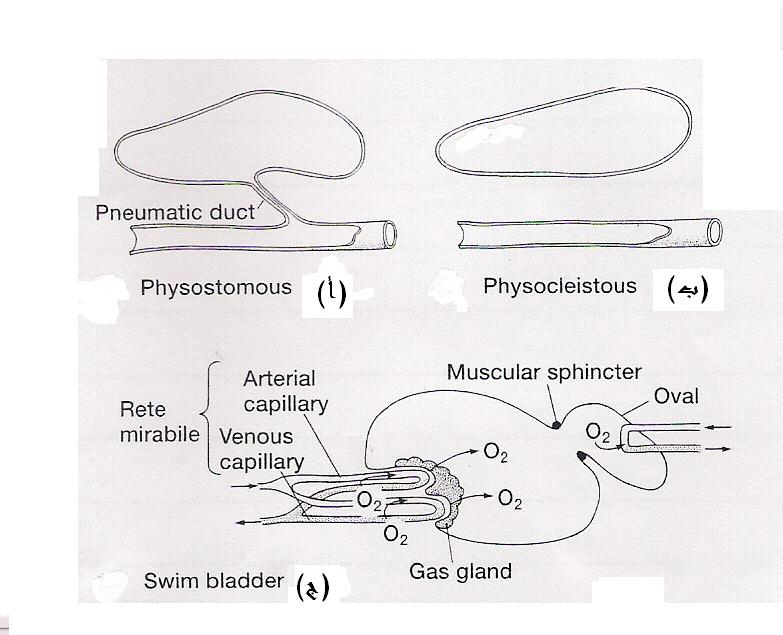 Pneumatic duct
Physostomous (أ)
Physocleistous (ب)
Rete mirabile
Arterial capillary
Venous capillary
Muscular sphincter
Oval
O2
O2
O2
O2
O2
Gas gland
Swim bladder (ج)